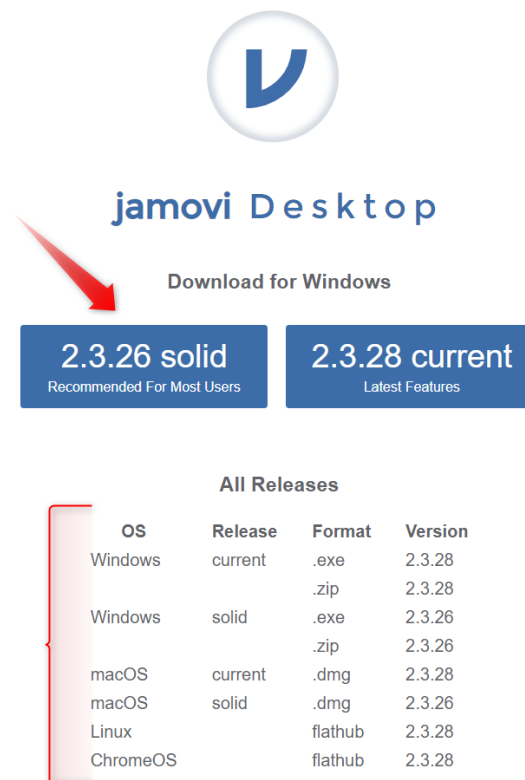 jamovi Desktop
Download for Windows
2.3.26 solid
Recommended For Most Users
2.3.28 current
Latest Features
All Releases
OS Release Format Version
Windows current .exe 2.3.28
.zip 2.3.28
Windows solid .exe 2.3.26
.zip 2.3.26
macOS current .dmg 2.3.28
macOS solid .dmg 2.3.26
Linux flathub 2.3.28
ChromeOS flathub 2.3.28